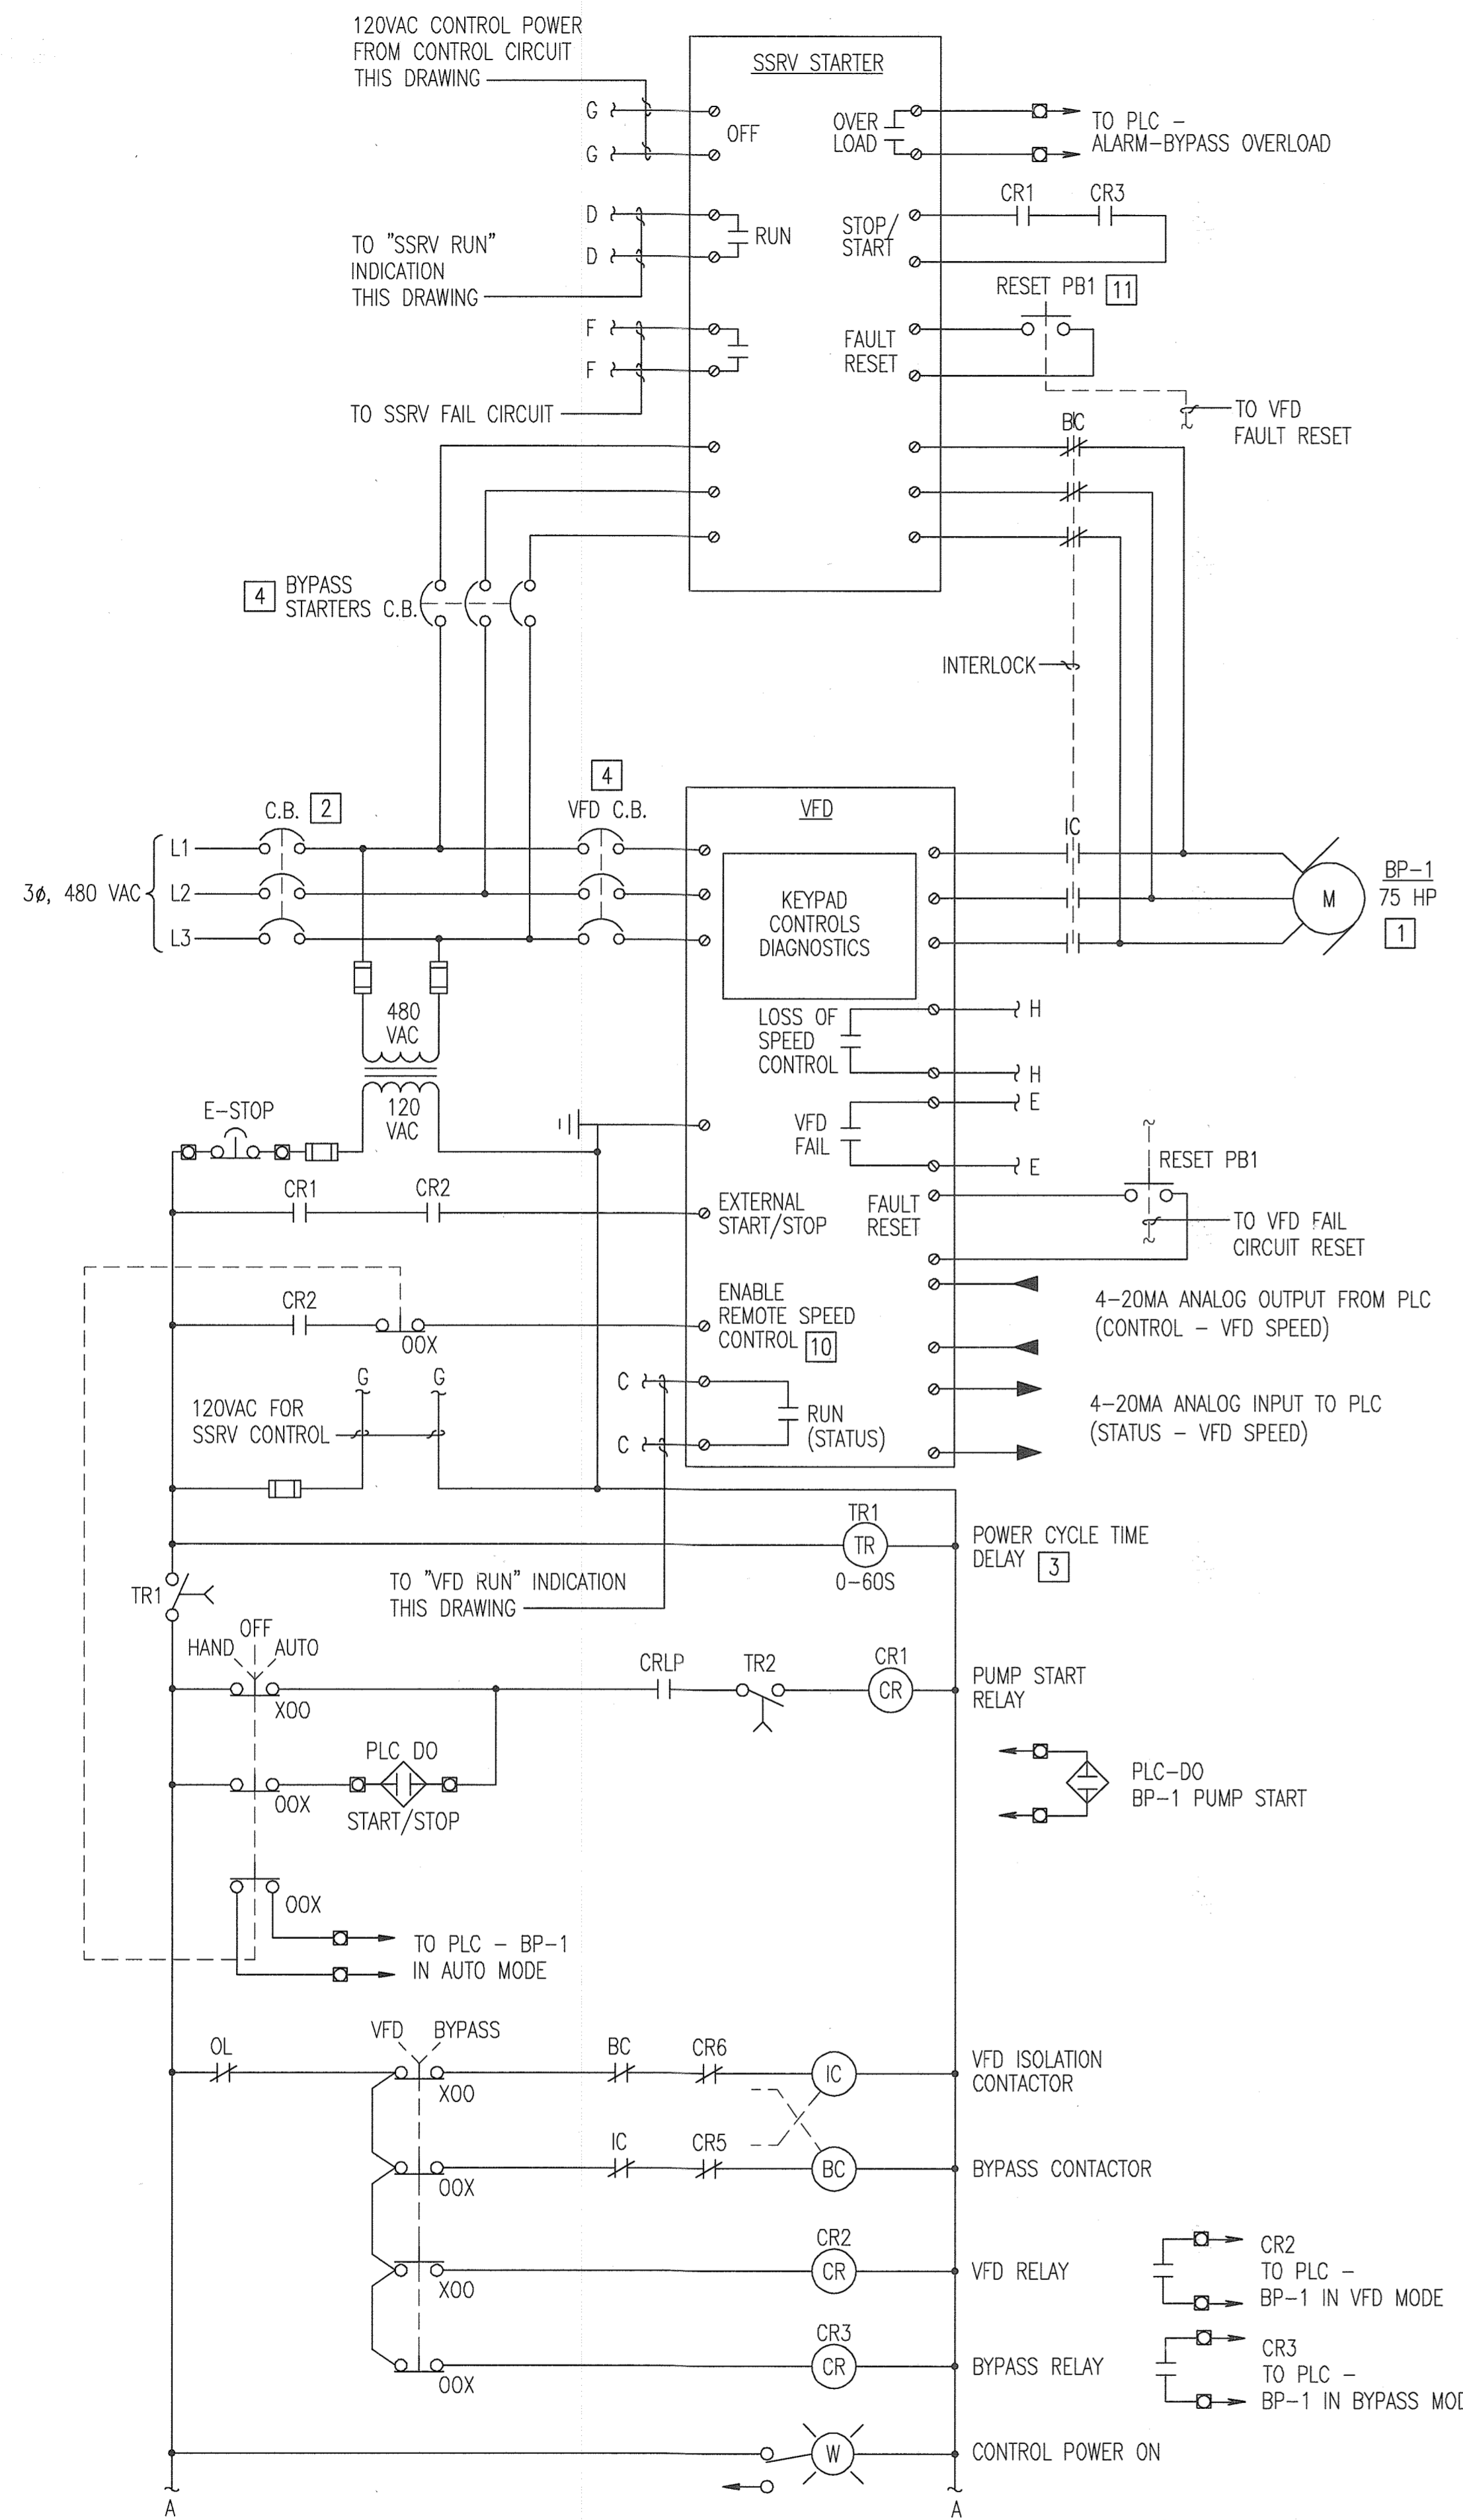 120VAC CONTROL POWER
FROM CONTROL CIRCUIT
THIS DRAWING
SSRV STARTER
G
OFF
G
OVER
LOAD
TO PLC -
ALARM-BYPASS OVERLOAD
D
RUN
D
TO "SSRV RUN"
INDICATION
THIS DRAWING
STOP/
START
CR1
CR3
RESET PB1
11
F
F
TO SSRV FAIL CIRCUIT
FAULT
RESET
TO VFD
FAULT RESET
BC
4
BYPASS
STARTERS C.B.
INTERLOCK
C.B.
2
4
VFD C.B.
VFD
IC
3ø, 480 VAC
L1
L2
L3
KEYPAD
CONTROLS
DIAGNOSTICS
M
BP-1
75 HP
1
480
VAC
LOSS OF
SPEED
CONTROL
H
H
E-STOP
120
VAC
VFD
FAIL
E
E
RESET PB1
CR1
CR2
EXTERNAL
START/STOP
FAULT
RESET
TO VFD FAIL
CIRCUIT RESET
CR2
OOX
ENABLE
REMOTE SPEED
CONTROL
10
4-20MA ANALOG OUTPUT FROM PLC
(CONTROL - VFD SPEED)
G
G
120VAC FOR
SSRV CONTROL
C
C
RUN
(STATUS)
4-20MA ANALOG INPUT TO PLC
(STATUS - VFD SPEED)
TR1
TR
0-60S
POWER CYCLE TIME
DELAY
3
TR1
TO "VFD RUN" INDICATION
THIS DRAWING
OFF
HAND
AUTO
XOO
CRLP
TR2
CR1
CR
PUMP START
RELAY
PLC DO
OOX
START/STOP
PLC-DO
BP-1 PUMP START
OOX
TO PLC - BP-1
IN AUTO MODE
OL
VFD
BYPASS
XOO
BC
CR6
IC
VFD ISOLATION
CONTACTOR
OOX
IC
CR5
BC
BYPASS CONTACTOR
XOO
CR2
CR
VFD RELAY
CR2
TO PLC -
BP-1 IN VFD MODE
OOX
CR3
CR
BYPASS RELAY
CR3
TO PLC -
BP-1 IN BYPASS MOD
W
CONTROL POWER ON
A
A